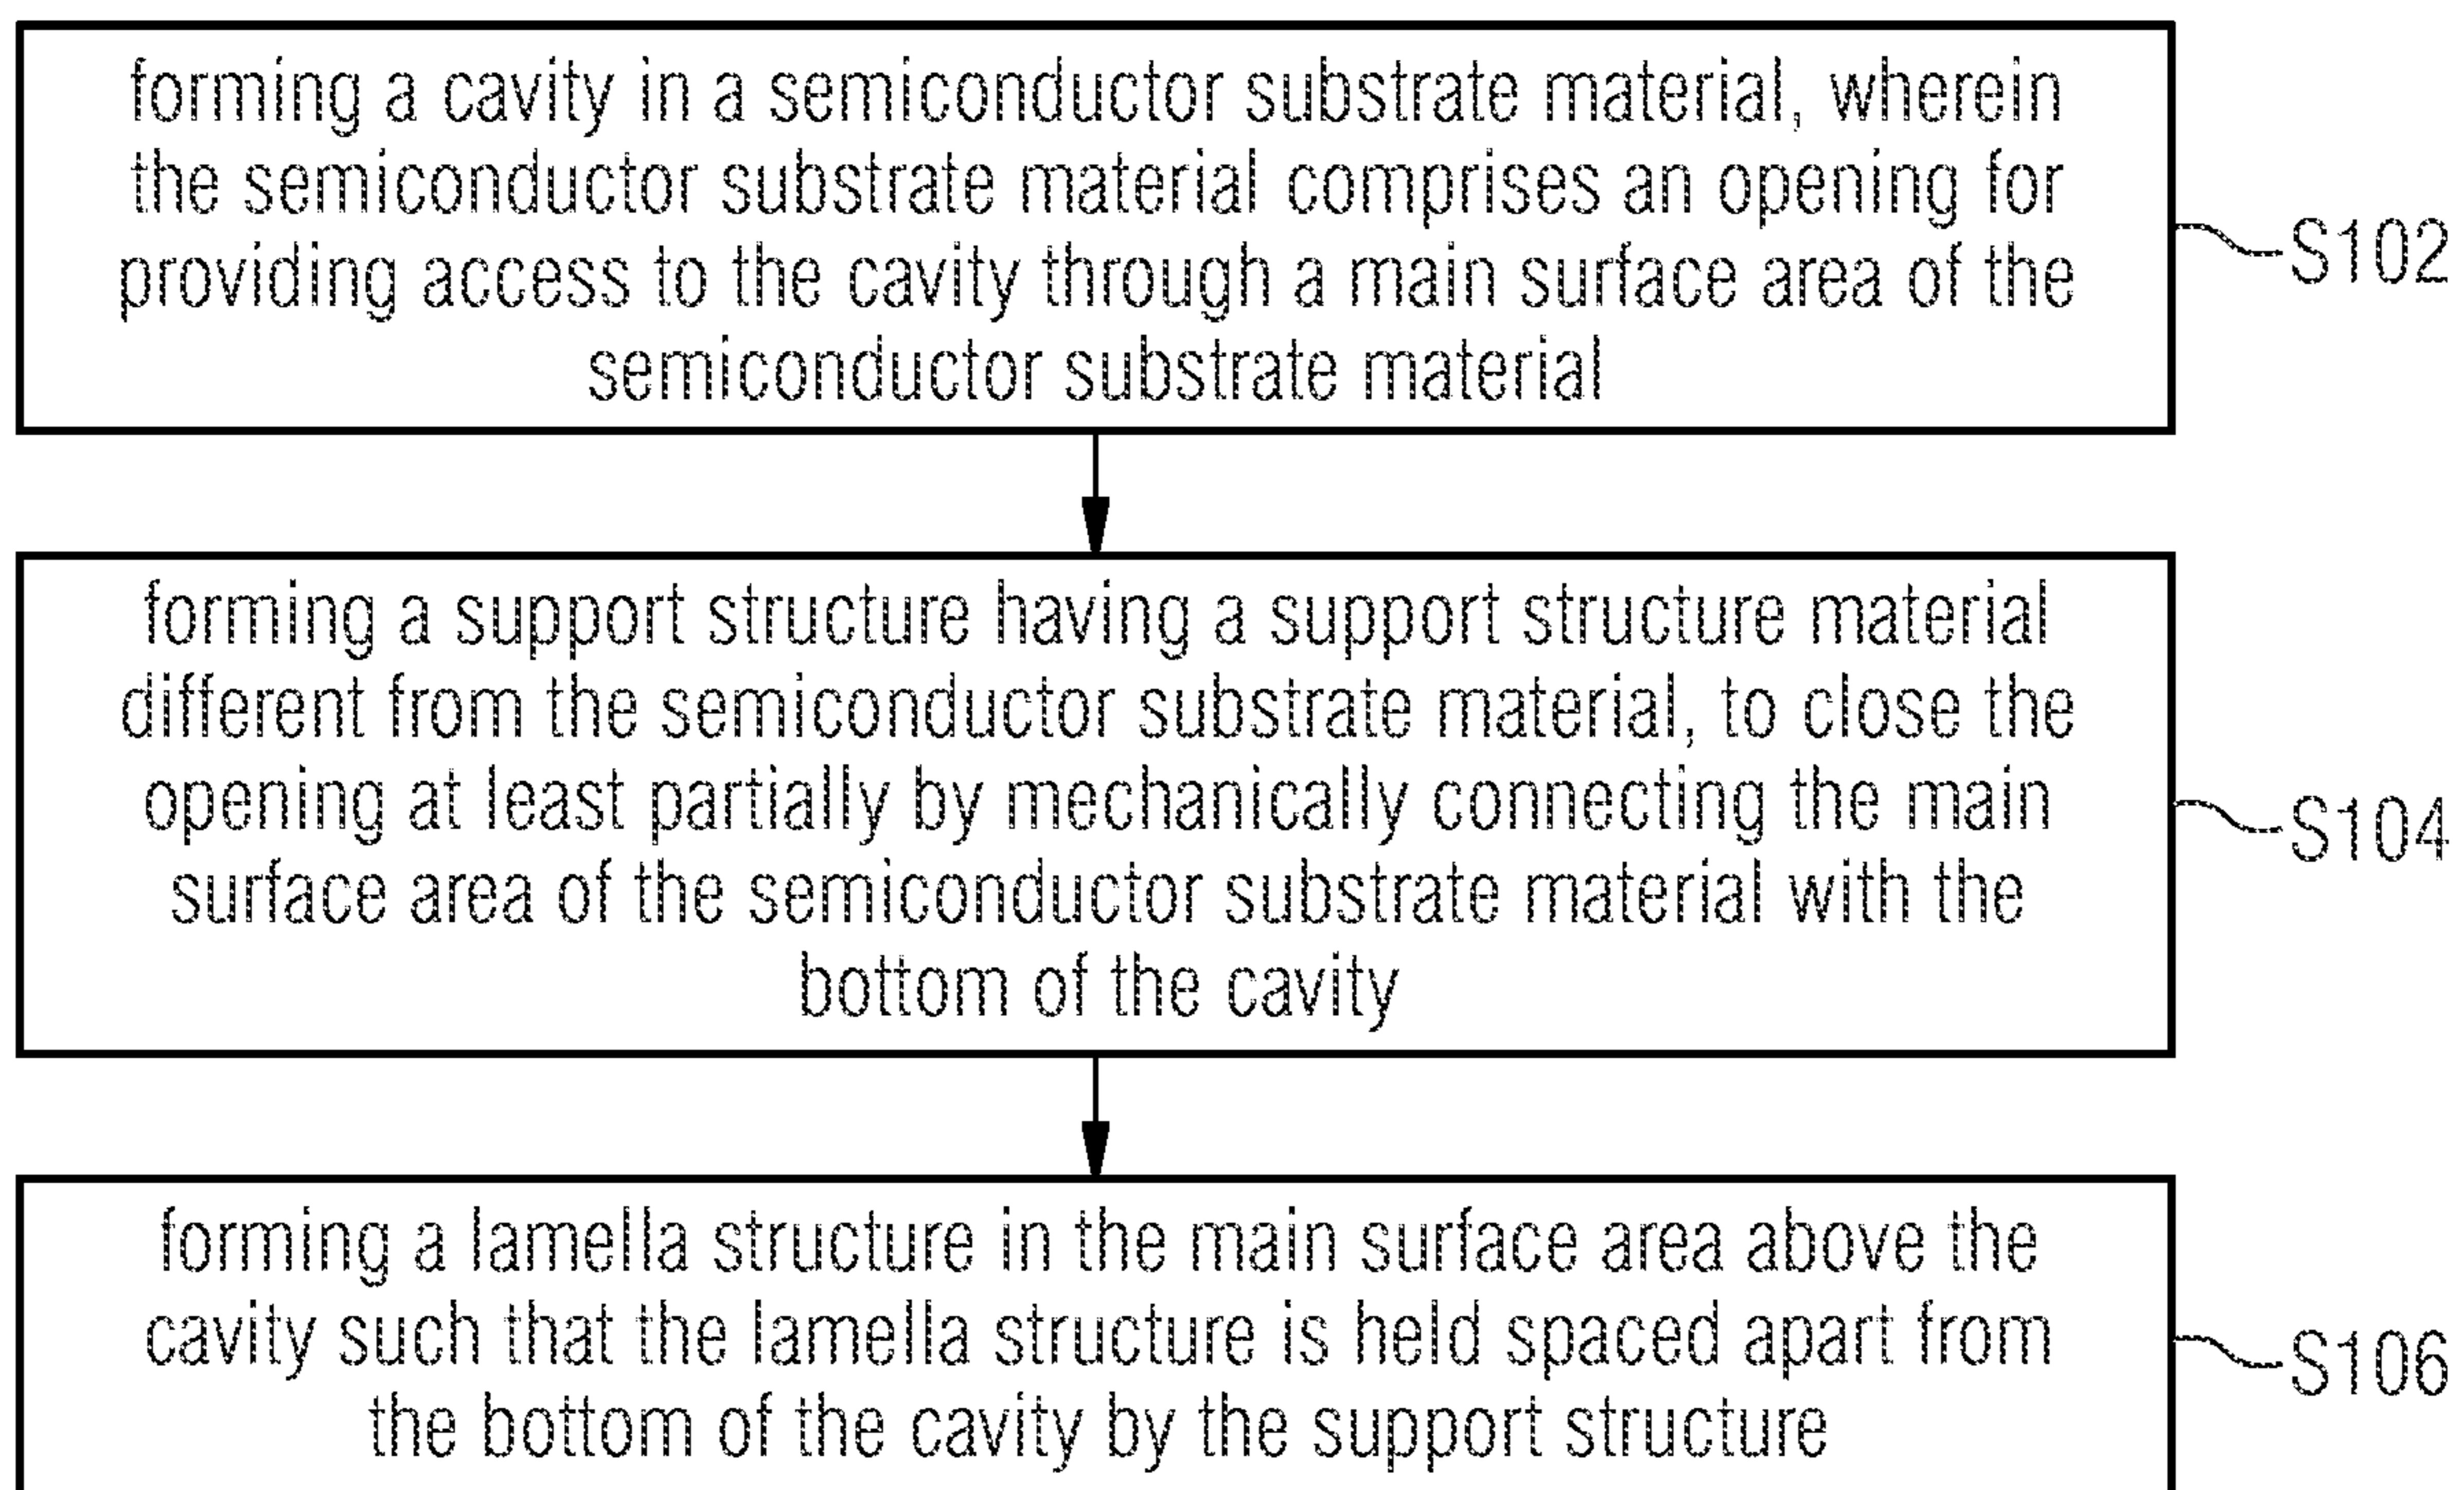 forming a cavity in a semiconductor substrate material, wherein
the semiconductor substrate material comprises an opening for
providing access to the cavity through a main surface area of the
semiconductor substrate material
S102
forming a support structure having a support structure material
different from the semiconductor substrate material, to close the
opening at least partially by mechanically connecting the main
surface area of the semiconductor substrate material with the
bottom of the cavity
S104
forming a lamella structure in the main surface area above the
cavity such that the lamella structure is held spaced apart from
the bottom of the cavity by the support structure
S106